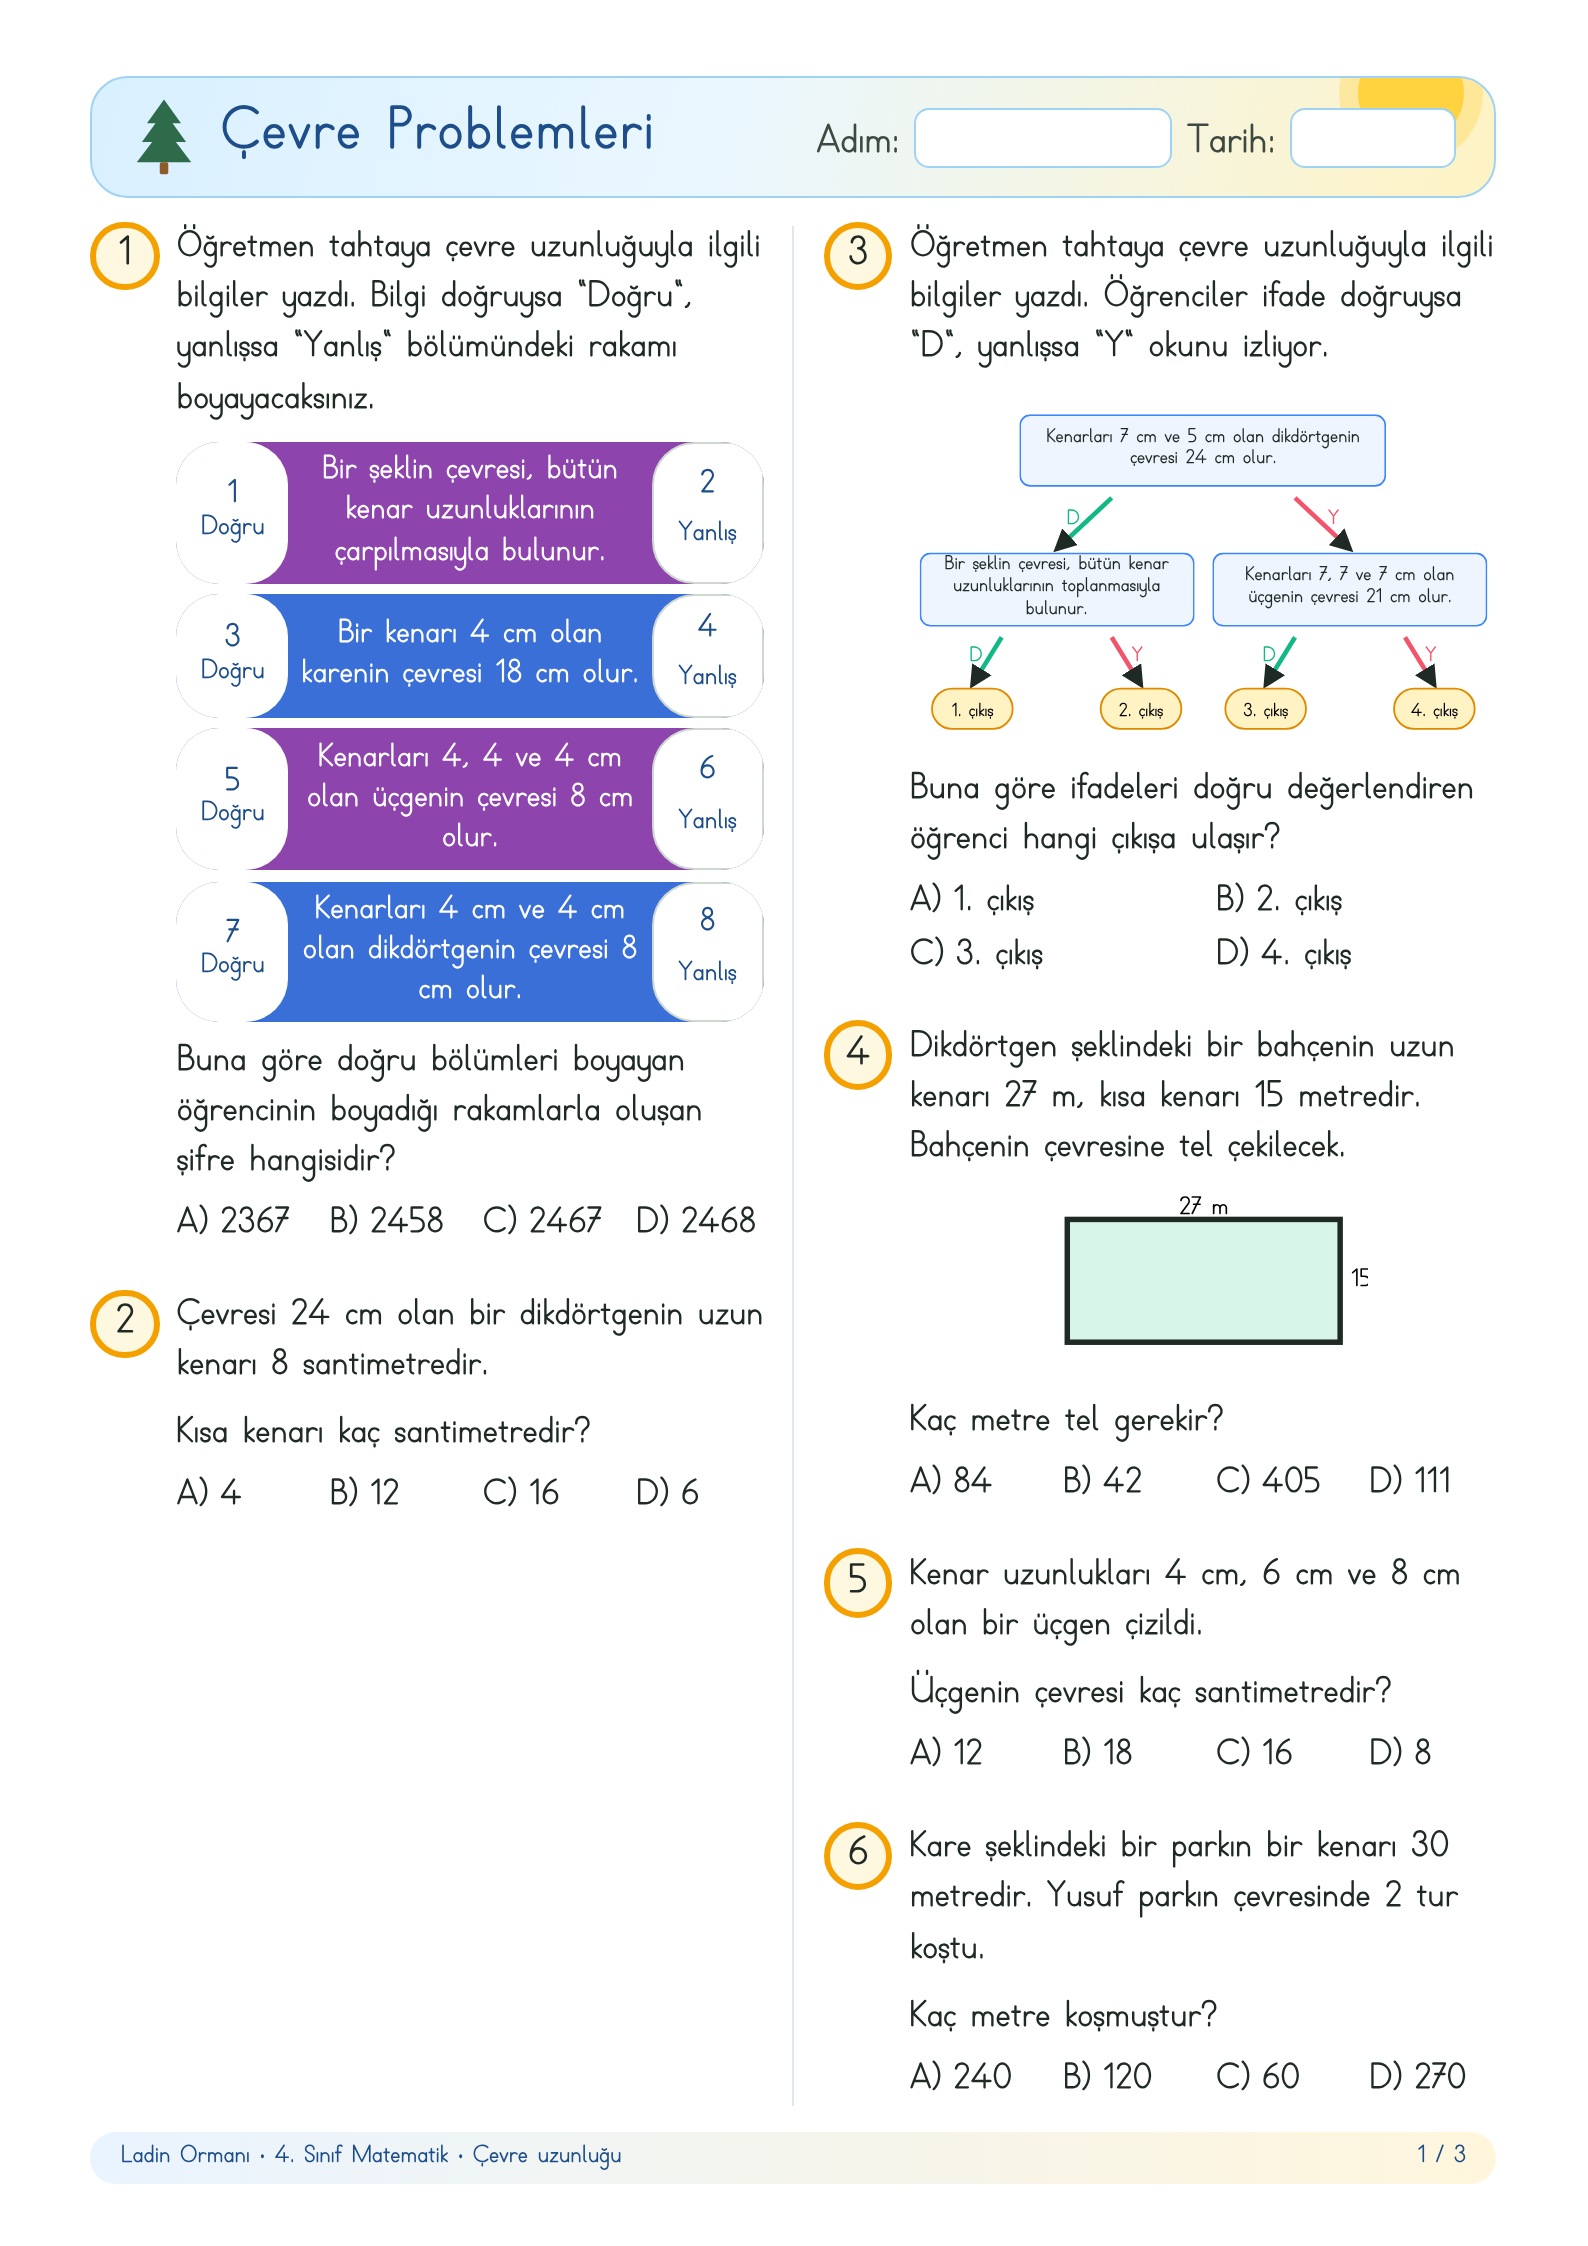 Çevre Problemleri
Adım:
Tarih:
1
Öğretmen tahtaya çevre uzunluğuyla ilgili
bilgiler yazdı. Bilgi doğruysa "Doğru",
yanlışsa "Yanlış" bölümündeki rakamı
boyayacaksınız.
1
Doğru
Bir şeklin çevresi, bütün
kenar uzunluklarının
çarpılmasıyla bulunur.
2
Yanlış
3
Doğru
Bir kenarı 4 cm olan
karenin çevresi 18 cm olur.
4
Yanlış
5
Doğru
Kenarları 4, 4 ve 4 cm
olan üçgenin çevresi 8 cm
olur.
6
Yanlış
7
Doğru
Kenarları 4 cm ve 4 cm
olan dikdörtgenin çevresi 8
cm olur.
8
Yanlış
Buna göre doğru bölümleri boyayan
öğrencinin boyadığı rakamlarla oluşan
şifre hangisidir?
A) 2367 B) 2458 C) 2467 D) 2468
2
Çevresi 24 cm olan bir dikdörtgenin uzun
kenarı 8 santimetredir.
Kısa kenarı kaç santimetredir?
A) 4 B) 12 C) 16 D) 6
3
Öğretmen tahtaya çevre uzunluğuyla ilgili
bilgiler yazdı. Öğrenciler ifade doğruysa
"D", yanlışsa "Y" okunu izliyor.
Kenarları 7 cm ve 5 cm olan dikdörtgenin
çevresi 24 cm olur.
D
Y
Bir şeklin çevresi, bütün kenar
uzunluklarının toplanmasıyla
bulunur.
Kenarları 7, 7 ve 7 cm olan
üçgenin çevresi 21 cm olur.
D
Y
D
Y
1. çıkış
2. çıkış
3. çıkış
4. çıkış
Buna göre ifadeleri doğru değerlendiren
öğrenci hangi çıkışa ulaşır?
A) 1. çıkış B) 2. çıkış
C) 3. çıkış D) 4. çıkış
4
Dikdörtgen şeklindeki bir bahçenin uzun
kenarı 27 m, kısa kenarı 15 metredir.
Bahçenin çevresine tel çekilecek.
27 m
15
Kaç metre tel gerekir?
A) 84 B) 42 C) 405 D) 111
5
Kenar uzunlukları 4 cm, 6 cm ve 8 cm
olan bir üçgen çizildi.
Üçgenin çevresi kaç santimetredir?
A) 12 B) 18 C) 16 D) 8
6
Kare şeklindeki bir parkın bir kenarı 30
metredir. Yusuf parkın çevresinde 2 tur
koştu.
Kaç metre koşmuştur?
A) 240 B) 120 C) 60 D) 270
Ladin Ormanı • 4. Sınıf Matematik • Çevre uzunluğu
1 / 3